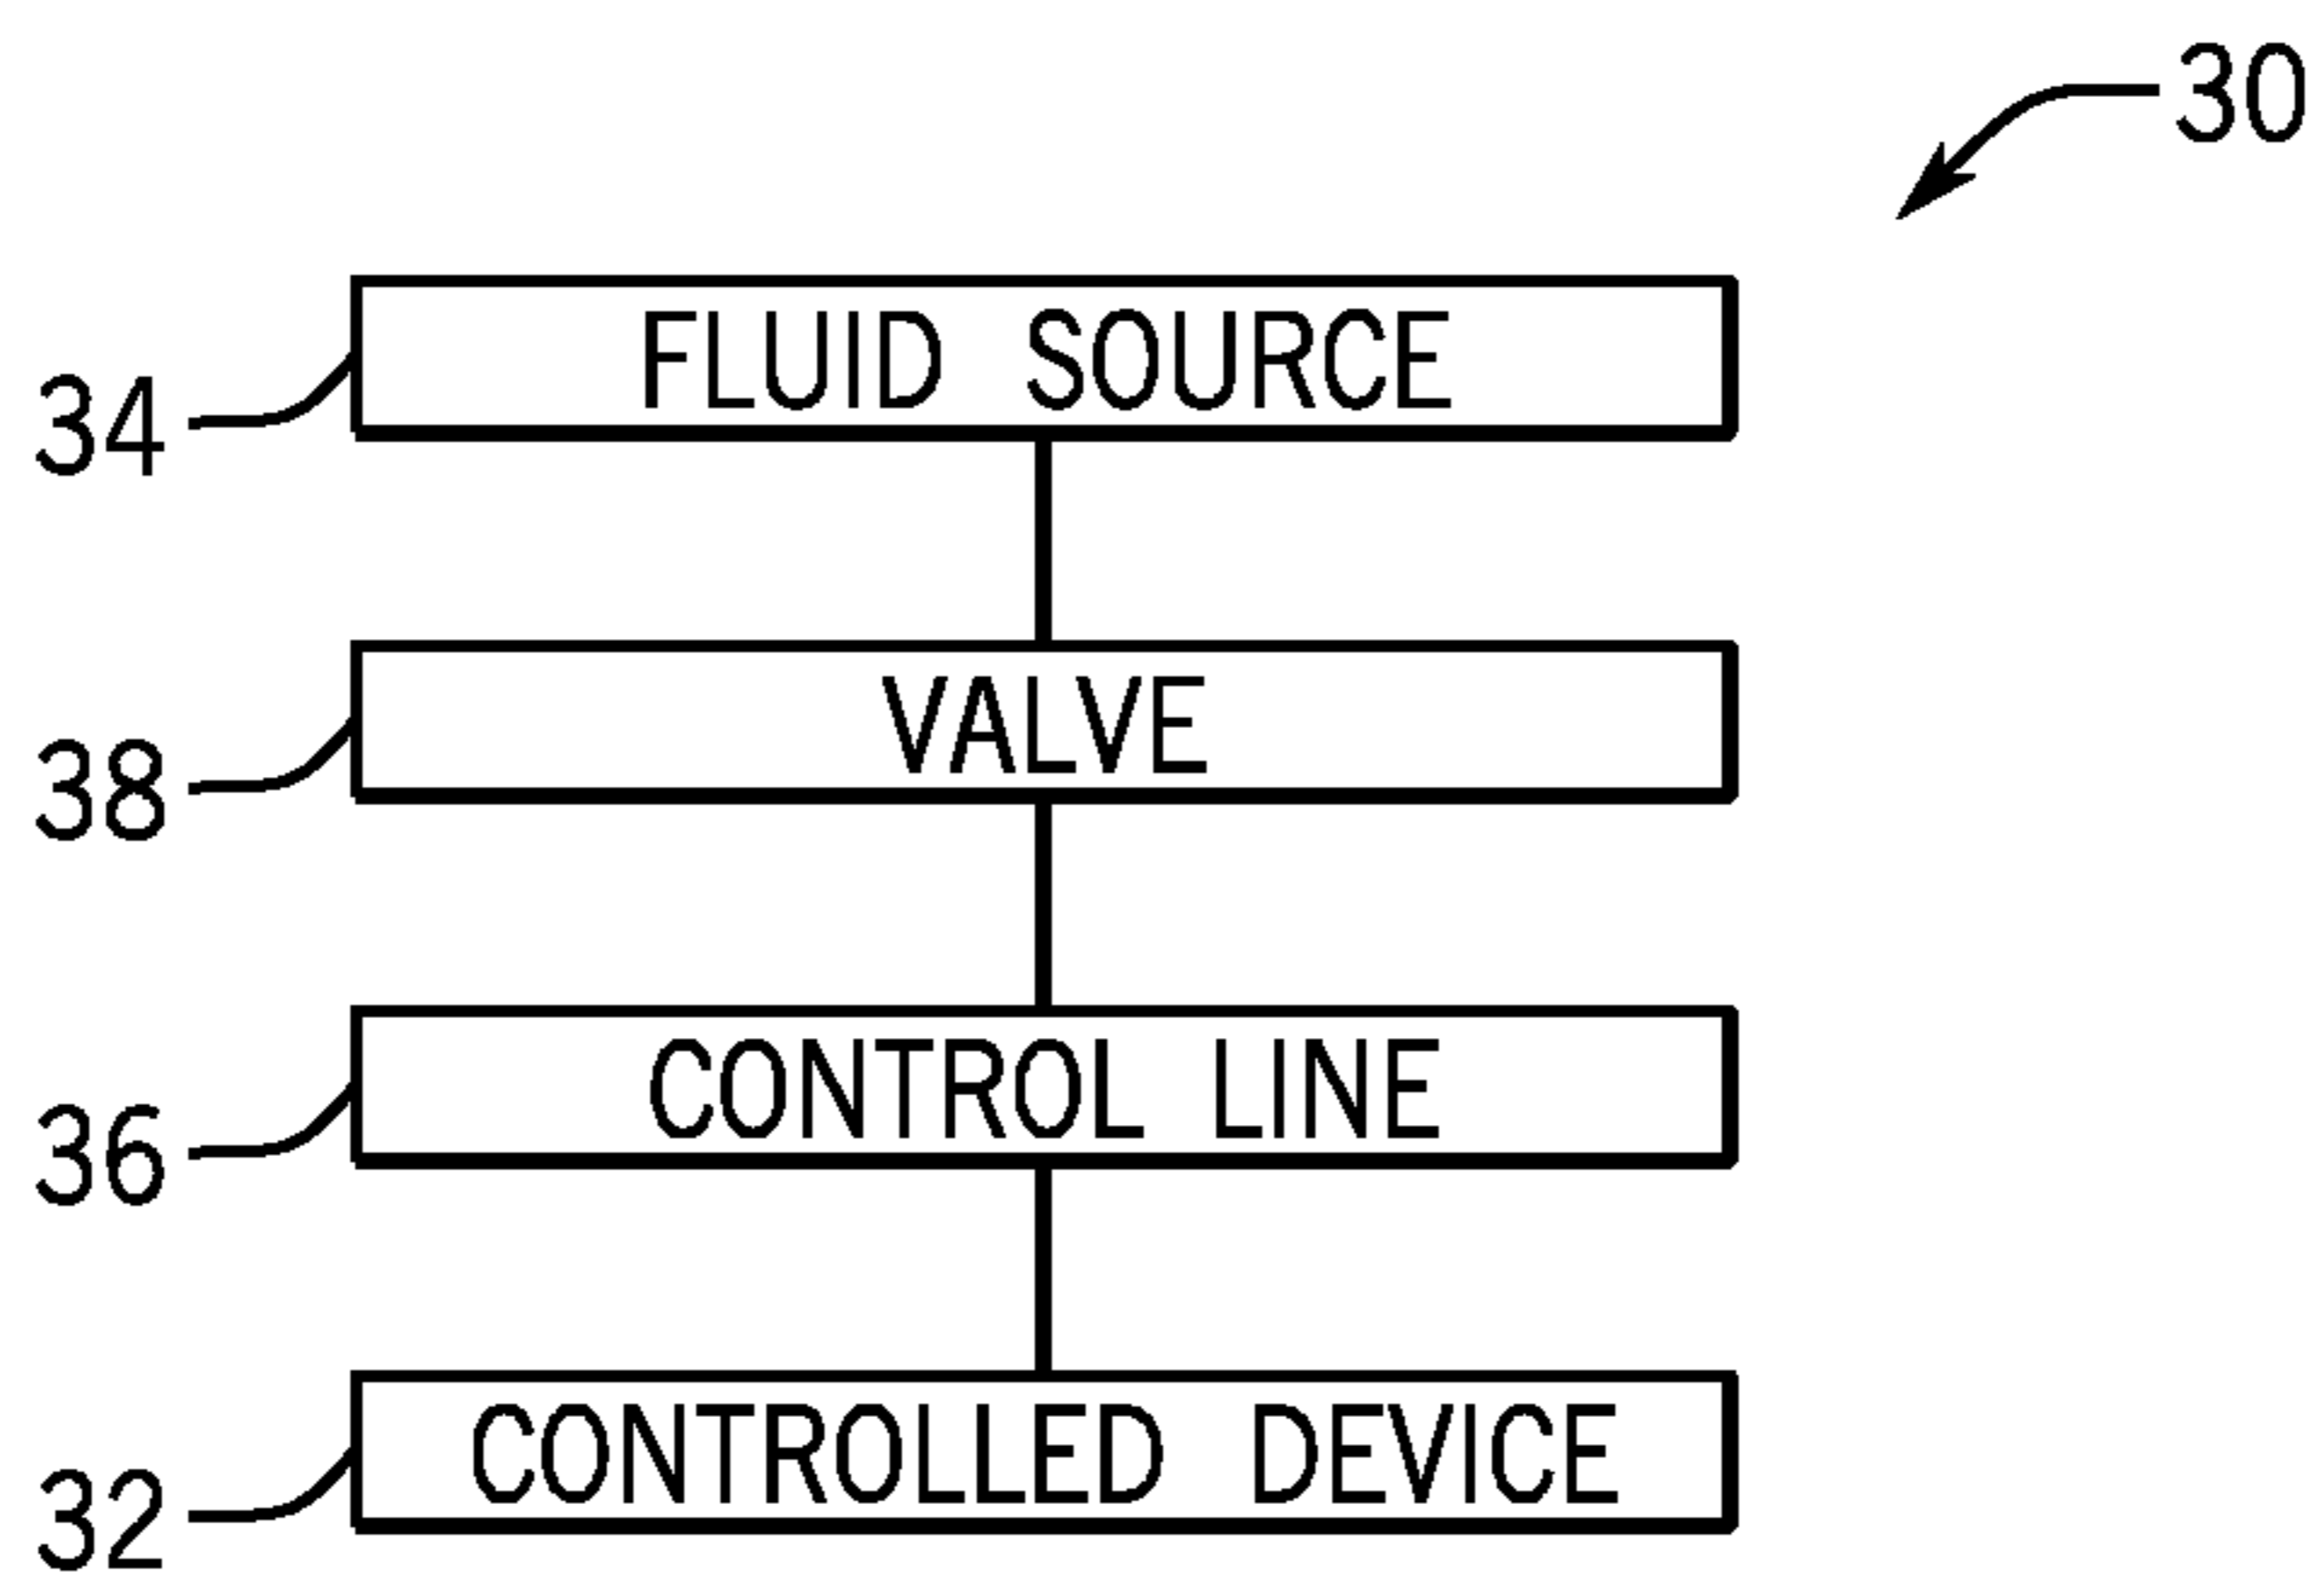 30
FLUID SOURCE
34
VALVE
38
CONTROL LINE
36
CONTROLLED DEVICE
32